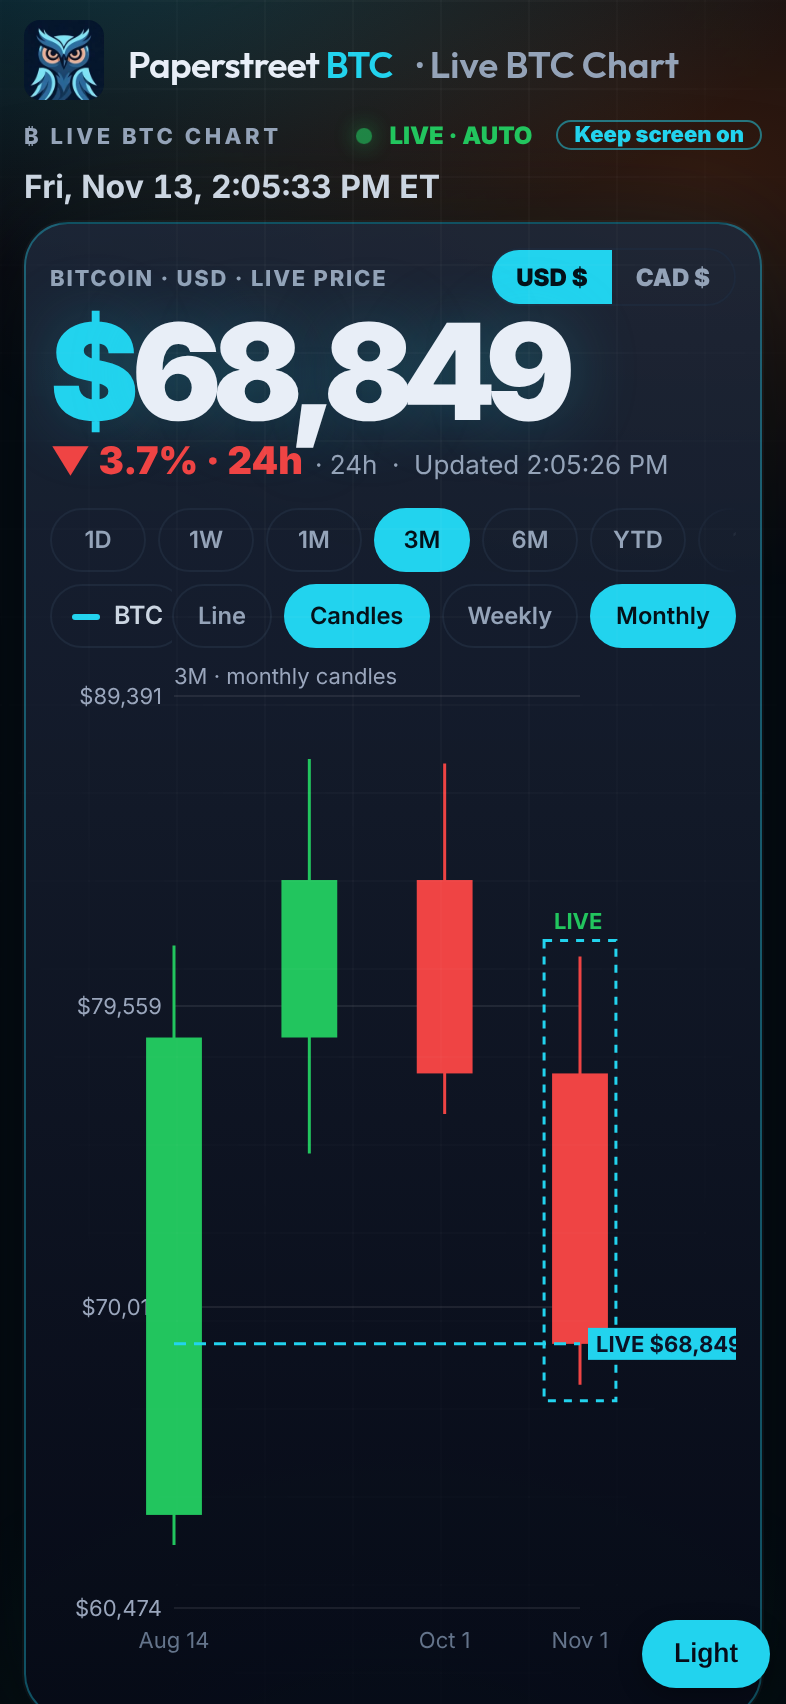 Paperstreet BTC · Live BTC Chart
₿ LIVE BTC CHART LIVE · AUTO Keep screen on
Fri, Nov 13, 2:05:33 PM ET
BITCOIN · USD · LIVE PRICE USD $ CAD $
$68,849
▼ 3.7% · 24h · 24h · Updated 2:05:26 PM
1D 1W 1M 3M 6M YTD
BTC Line Candles Weekly Monthly
3M · monthly candles
$89,391
LIVE
$79,559
$70,01
LIVE $68,849
$60,474
Aug 14 Oct 1 Nov 1
Light